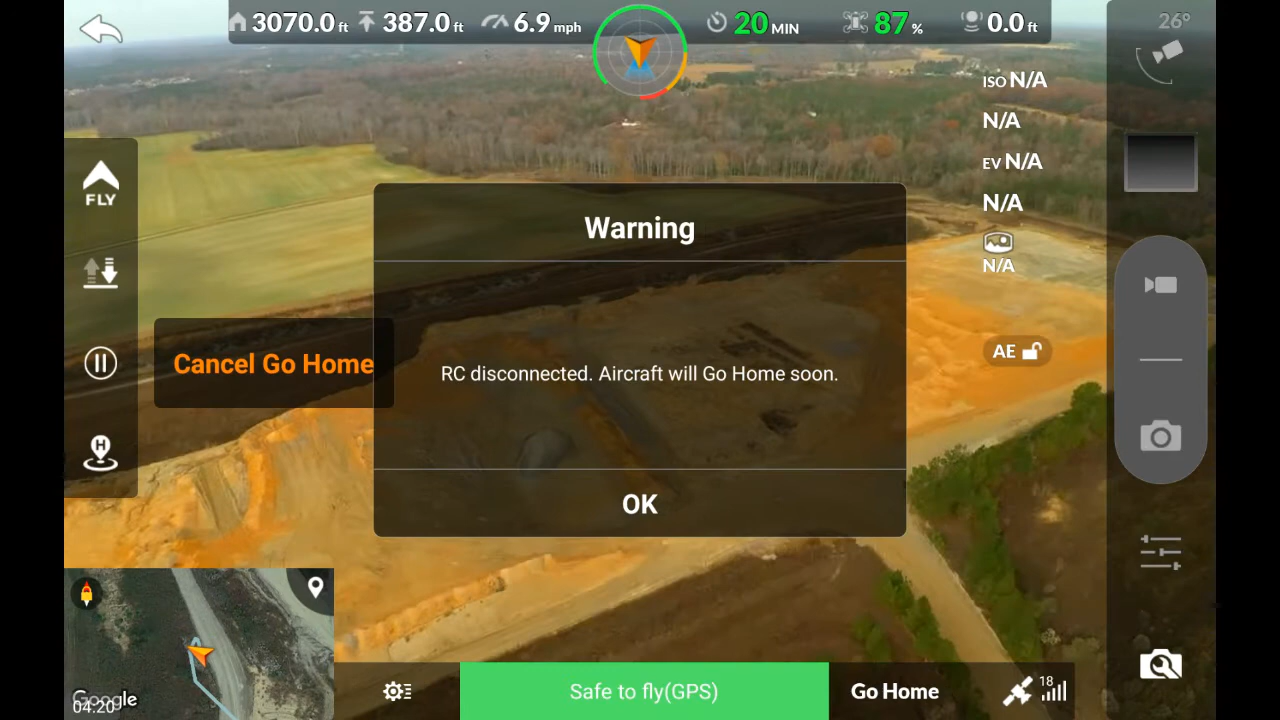 3070.0 ft 387.0 ft 6.9 mph 20 MIN 87 % 0.0 ft 26°
ISO N/A
N/A
EV N/A
N/A
N/A
AE
FLY
Warning
Cancel Go Home
RC disconnected. Aircraft will Go Home soon.
H
OK
Google
04:20
Safe to fly(GPS)
Go Home
18